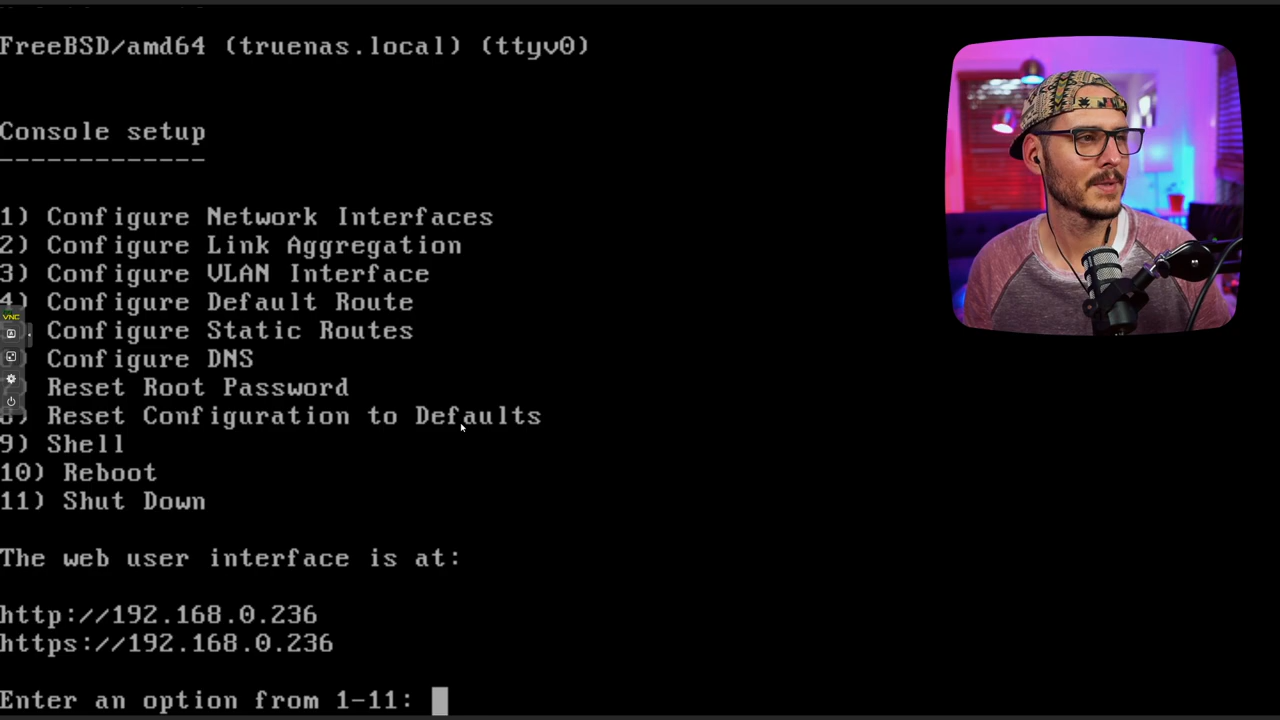 FreeBSD/amd64 (truenas.local) (ttyv0)
Console setup
-------------
1) Configure Network Interfaces
2) Configure Link Aggregation
3) Configure VLAN Interface
4) Configure Default Route
Configure Static Routes
Configure DNS
Reset Root Password
8) Reset Configuration to Defaults
9) Shell
10) Reboot
11) Shut Down
The web user interface is at:
http://192.168.0.236
https://192.168.0.236
Enter an option from 1-11:
VNC